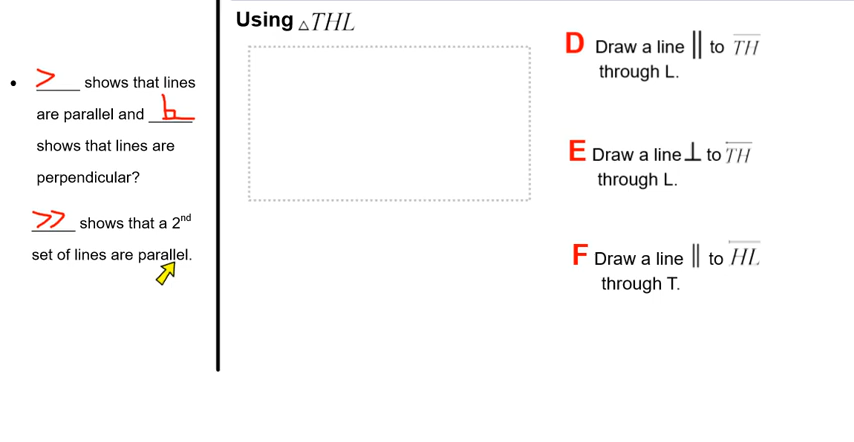 • > shows that lines
are parallel and ⊾
shows that lines are
perpendicular?
>> shows that a 2nd
set of lines are parallel.
Using △THL
D Draw a line || to TH
through L.
E Draw a line ⊥ to TH
through L.
F Draw a line || to HL
through T.